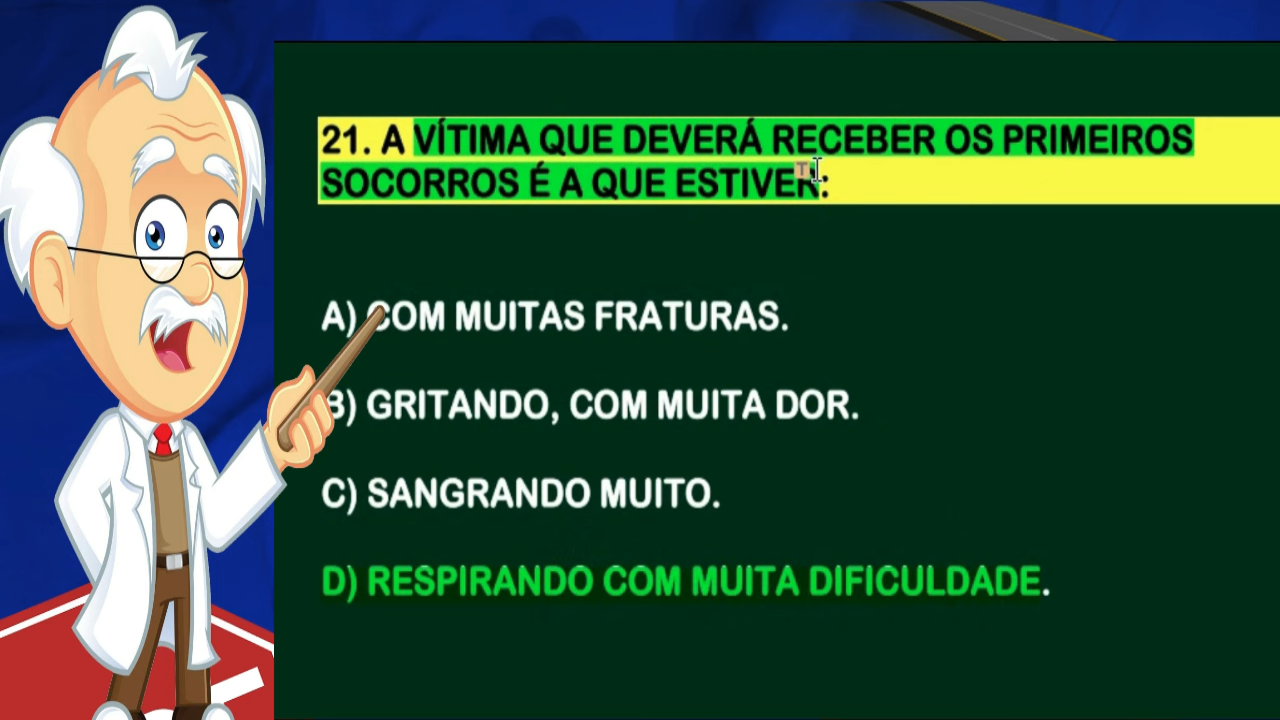 21. A VÍTIMA QUE DEVERÁ RECEBER OS PRIMEIROS
SOCORROS É A QUE ESTIVER:
A) COM MUITAS FRATURAS.
B) GRITANDO, COM MUITA DOR.
C) SANGRANDO MUITO.
D) RESPIRANDO COM MUITA DIFICULDADE.